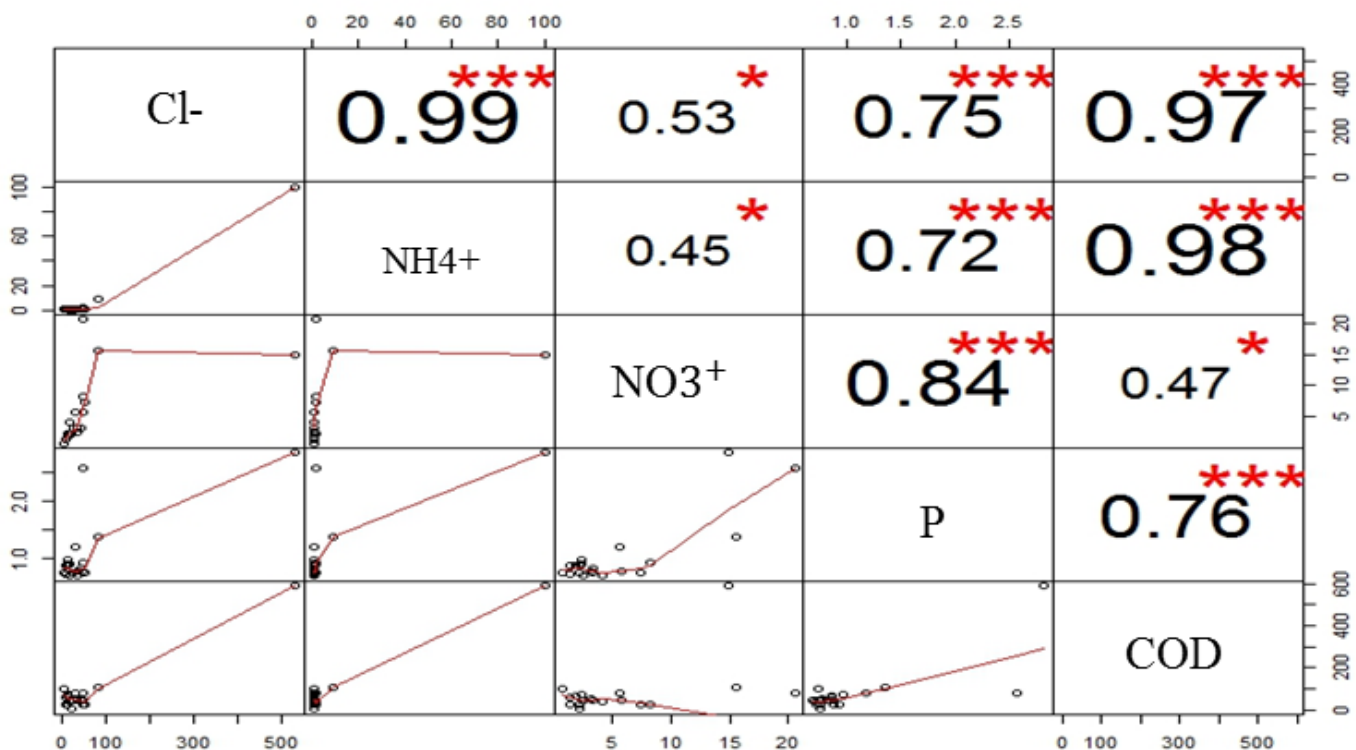 0 20 40 60 80 100 1.0 1.5 2.0 2.5
Cl- 0.99 *** 0.53 * 0.75 *** 0.97 *** 0 200 400
0 20 60 100 NH4+ 0.45 * 0.72 *** 0.98 ***
NO3+ 0.84 *** 0.47 * 5 10 15 20
1.0 2.0 P 0.76 ***
COD 0 200 400 600
0 100 300 500 5 10 15 20 0 100 300 500